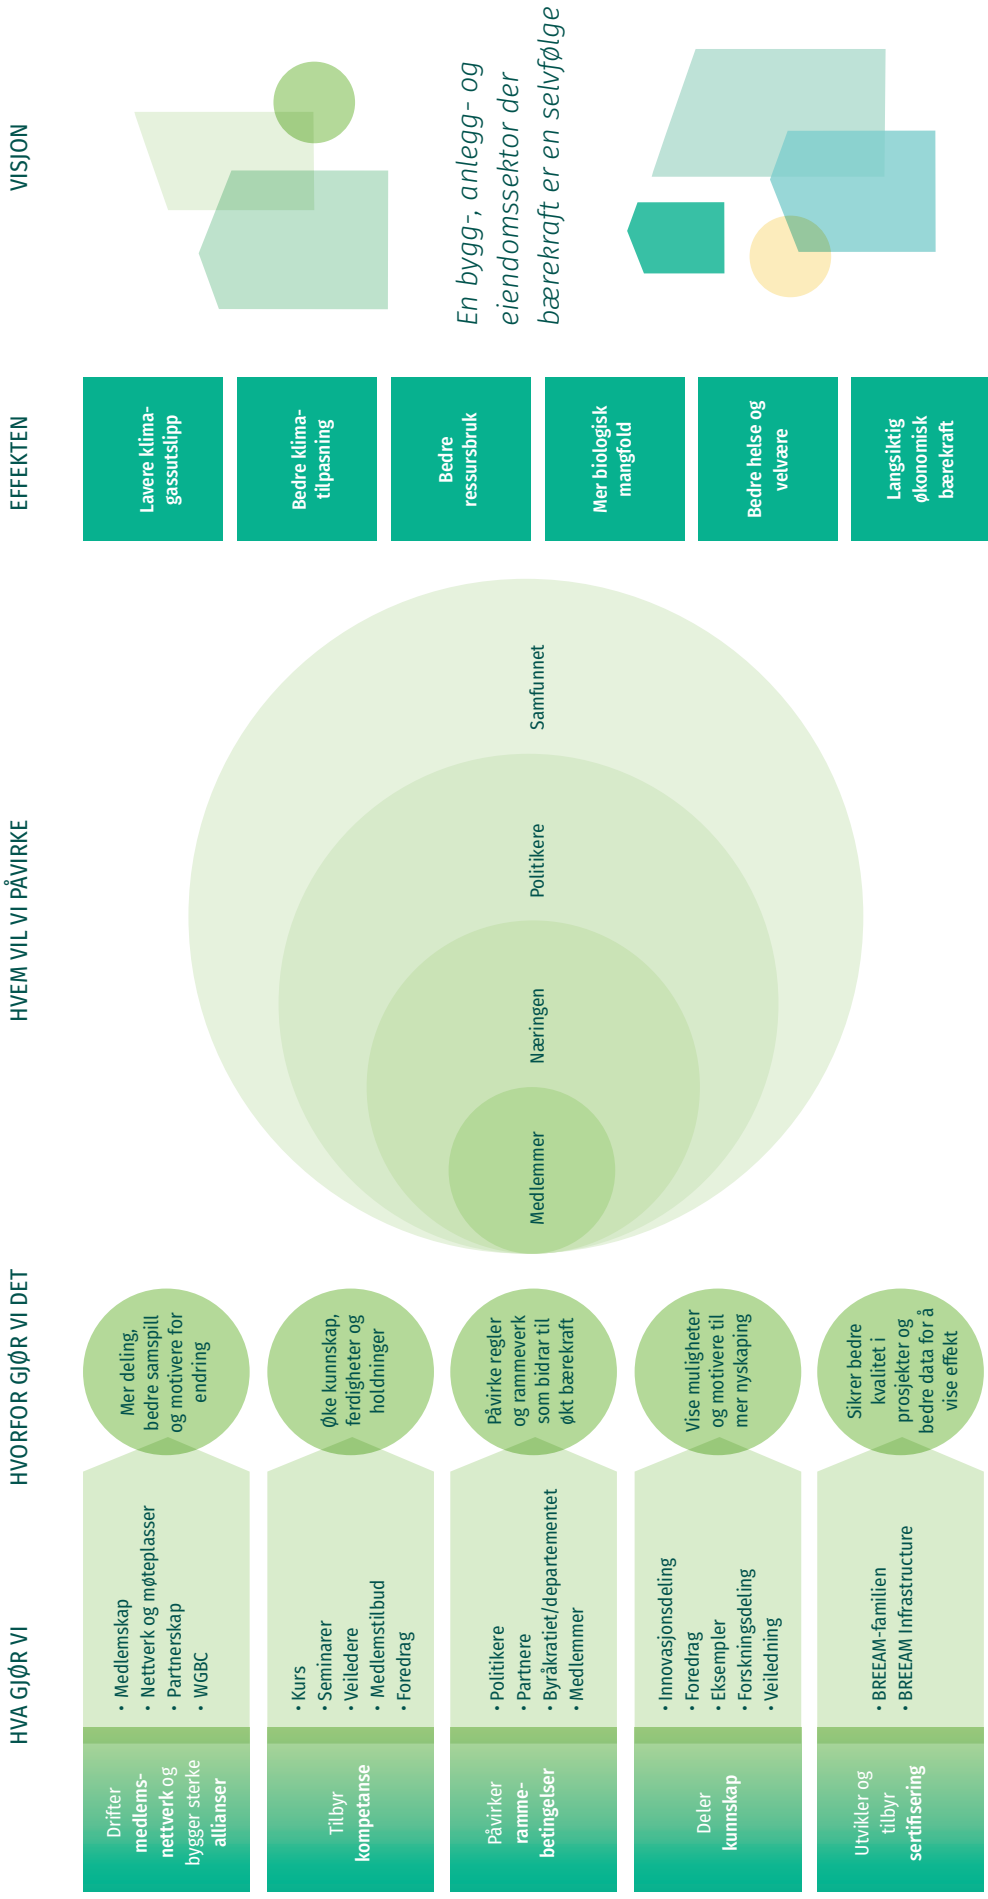 HVA GJØR VI
HVORFOR GJØR VI DET
HVEM VIL VI PÅVIRKE
EFFEKTEN
VISJON
Drifter
medlems-
nettverk og
bygger sterke
allianser
• Medlemskap
• Nettverk og møteplasser
• Partnerskap
• WGBC
Mer deling,
bedre samspill
og motivere for
endring
Tilbyr
kompetanse
• Kurs
• Seminarer
• Veiledere
• Medlemstilbud
• Foredrag
Øke kunnskap,
ferdigheter og
holdninger
Påvirker
ramme-
betingelser
• Politikere
• Partnere
• Byråkratiet/departementet
• Medlemmer
Påvirke regler
og rammeverk
som bidrar til
økt bærekraft
Deler
kunnskap
• Innovasjonsdeling
• Foredrag
• Eksempler
• Forskningsdeling
• Veiledning
Vise muligheter
og motivere til
mer nyskaping
Utvikler og
tilbyr
sertifisering
• BREEAM-familien
• BREEAM Infrastructure
Sikrer bedre
kvalitet i
prosjekter og
bedre data for å
vise effekt
Medlemmer
Næringen
Politikere
Samfunnet
Lavere klima-
gassutslipp
Bedre klima-
tilpasning
Bedre
ressursbruk
Mer biologisk
mangfold
Bedre helse og
velvære
Langsiktig
økonomisk
bærekraft
En bygg-, anlegg- og
eiendomssektor der
bærekraft er en selvfølge